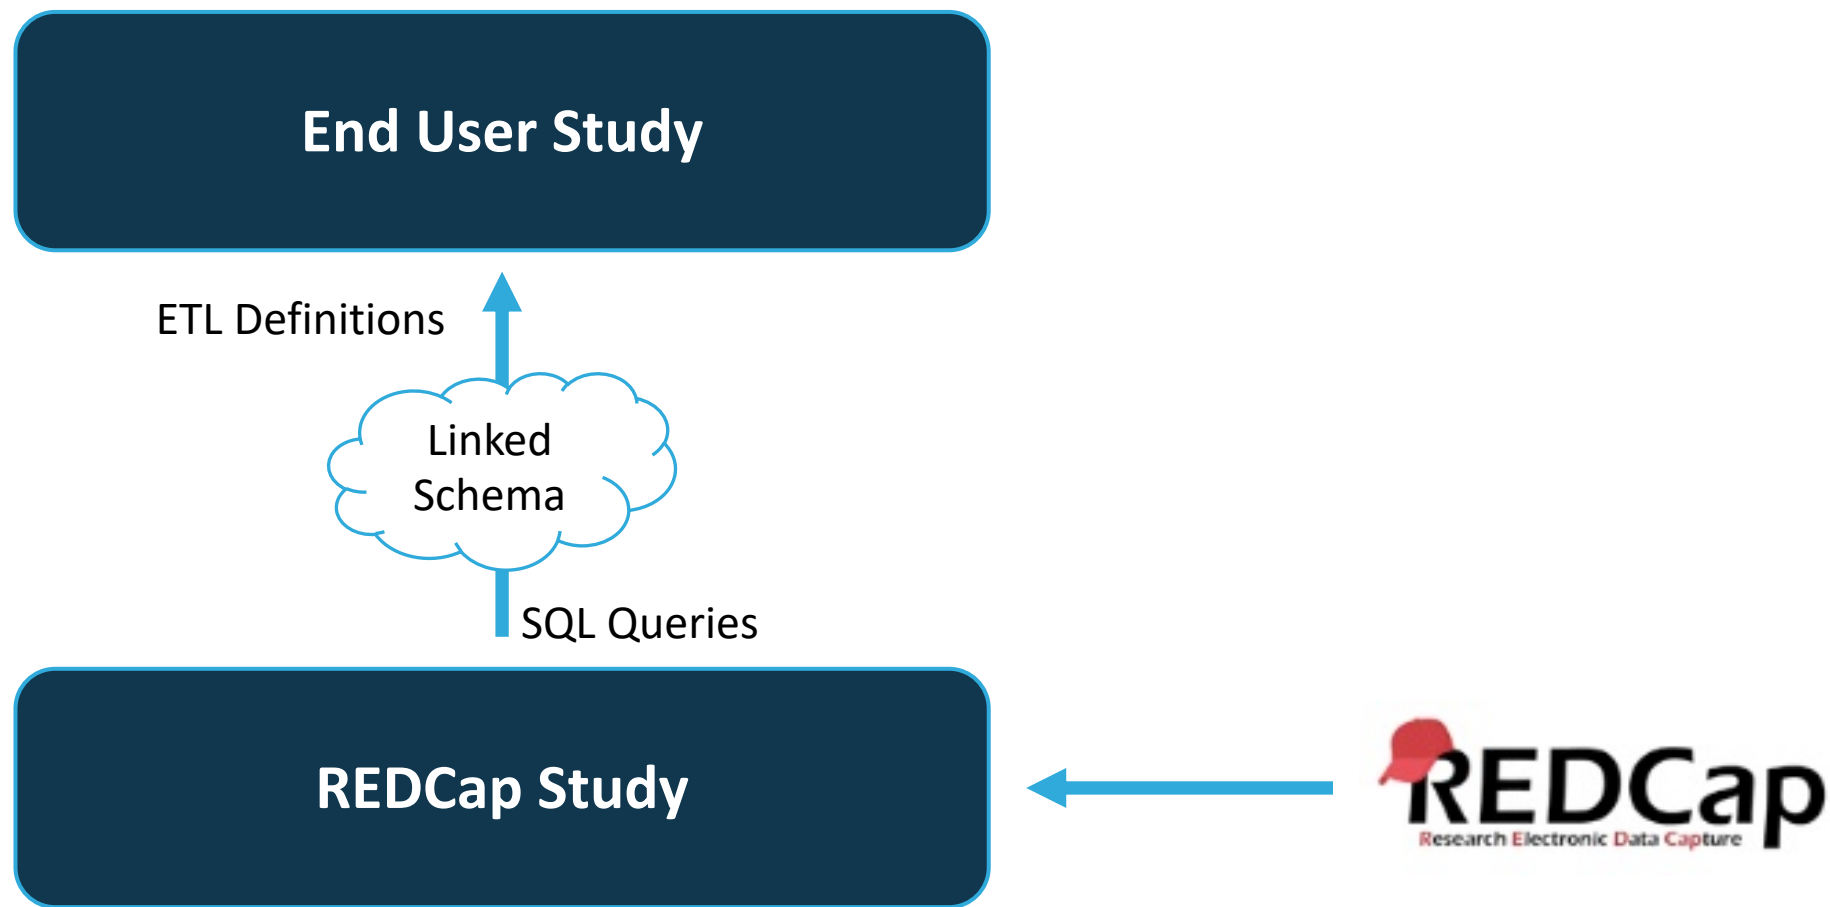 End User Study
ETL Definitions
Linked
Schema
SQL Queries
REDCap Study
REDCap
Research Electronic Data Capture